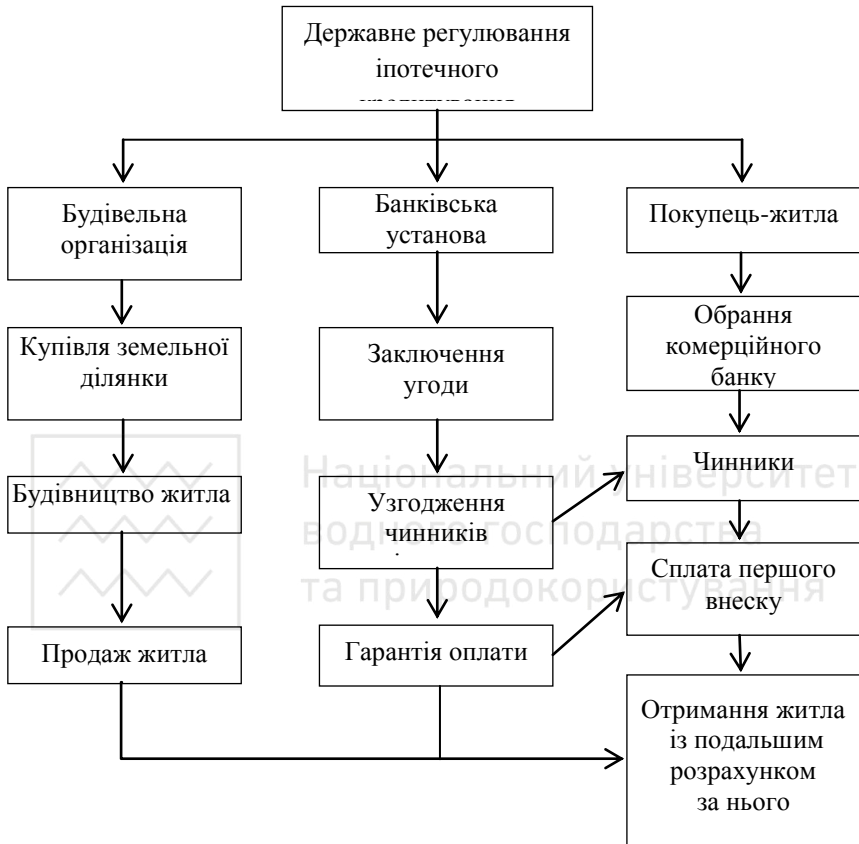 Державне регулювання
іпотечного
Будівельна
організація
Банківська
установа
Покупець-житла
Купівля земельної
ділянки
Заключення
угоди
Обрання
комерційного
банку
Будівництво житла
Узгодження
чинників
Чинники
Продаж житла
Гарантія оплати
Сплата першого
внеску
Отримання житла
із подальшим
розрахунком
за нього
Національний університет
водного господарства
та природокористування